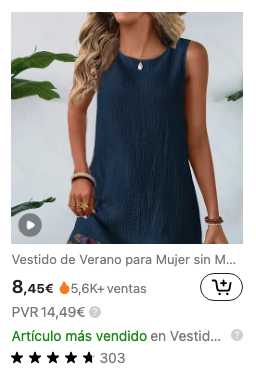 Vestido de Verano para Mujer sin M...
8,45€ 5,6K+ ventas
PVR 14,49€ ?
Artículo más vendido en Vestid... ?
303